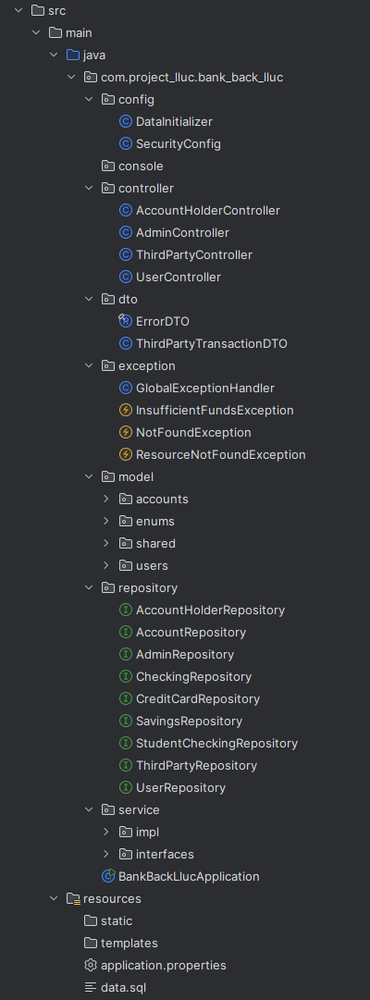 src
main
java
com.project_lluc.bank_back_lluc
config
DataInitializer
SecurityConfig
console
controller
AccountHolderController
AdminController
ThirdPartyController
UserController
dto
ErrorDTO
ThirdPartyTransactionDTO
exception
GlobalExceptionHandler
InsufficientFundsException
NotFoundException
ResourceNotFoundException
model
accounts
enums
shared
users
repository
AccountHolderRepository
AccountRepository
AdminRepository
CheckingRepository
CreditCardRepository
SavingsRepository
StudentCheckingRepository
ThirdPartyRepository
UserRepository
service
impl
interfaces
BankBackLlucApplication
resources
static
templates
application.properties
data.sql